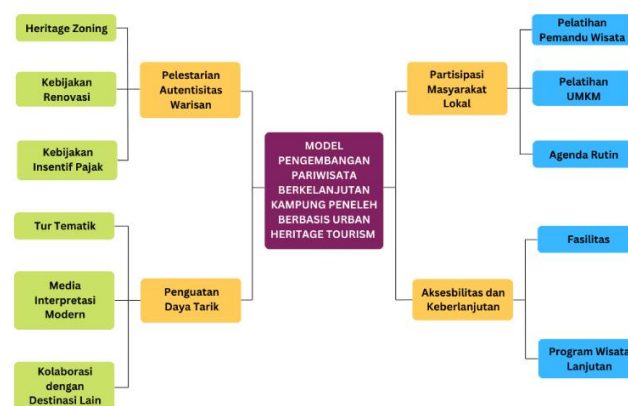 Heritage Zoning
Kebijakan
Renovasi
Kebijakan
Insentif Pajak
Pelestarian
Autentisitas
Warisan
Tur Tematik
Media
Interpretasi
Modern
Kolaborasi
dengan
Destinasi Lain
Penguatan
Daya Tarik
MODEL
PENGEMBANGAN
PARIWISATA
BERKELANJUTAN
KAMPUNG PENELEH
BERBASIS URBAN
HERITAGE TOURISM
Partisipasi
Masyarakat
Lokal
Pelatihan
Pemandu Wisata
Pelatihan
UMKM
Agenda Rutin
Aksesbilitas dan
Keberlanjutan
Fasilitas
Program Wisata
Lanjutan